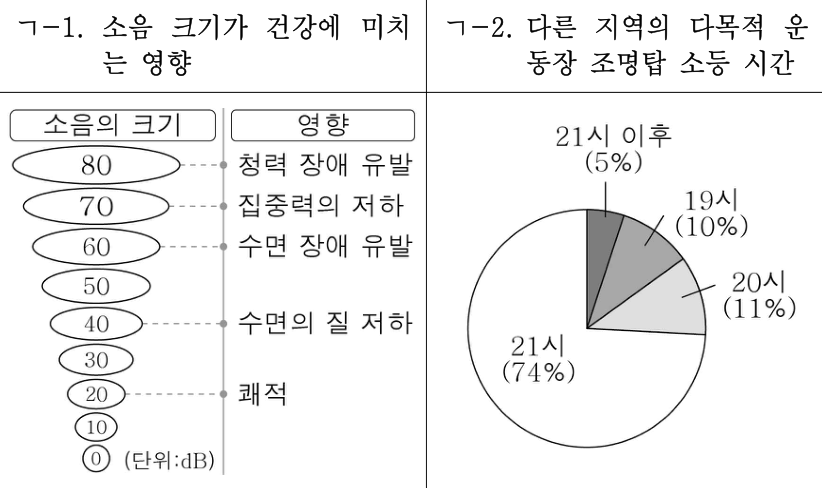 ㄱ-1. 소음 크기가 건강에 미치
는 영향
소음의 크기
영향
80
청력 장애 유발
70
집중력의 저하
60
수면 장애 유발
50
40
수면의 질 저하
30
20
쾌적
10
0
(단위:dB)
ㄱ-2. 다른 지역의 다목적 운
동장 조명탑 소등 시간
21시 이후
(5%)
19시
(10%)
20시
(11%)
21시
(74%)